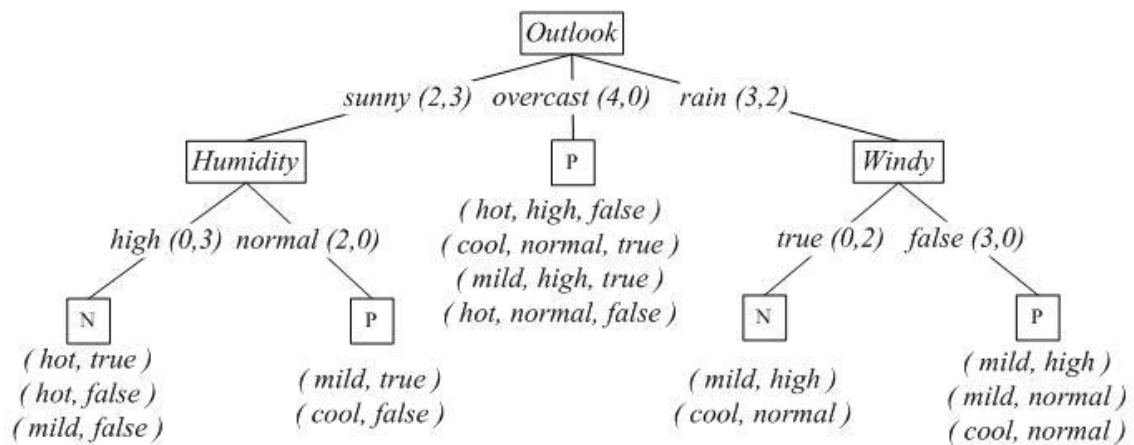 Outlook
sunny (2,3) overcast (4,0) rain (3,2)
Humidity
P
Windy
( hot, high, false )
( cool, normal, true )
( mild, high, true )
( hot, normal, false )
high (0,3) normal (2,0)
true (0,2) false (3,0)
N
P
N
P
( hot, true )
( hot, false )
( mild, false )
( mild, true )
( cool, false )
( mild, high )
( cool, normal )
( mild, high )
( mild, normal )
( cool, normal )